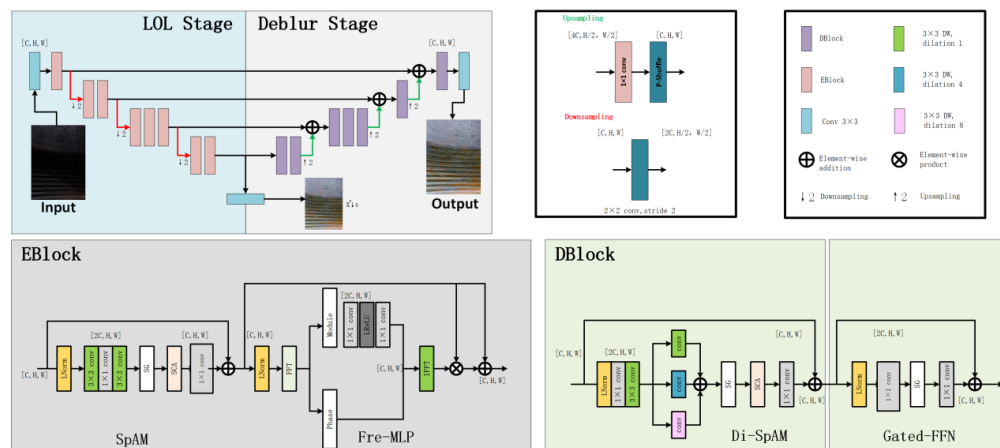 LOL Stage
Deblur Stage
[C,H,W]
[C,H,W]
↓2
↓2
↓2
↑2
↑2
↑2
Input
Output
Upsampling
[4C,H/2, W/2]
[C,H,W]
1×1 conv
P-Shuffle
Downsampling
[C,H,W]
[2C,H/2, W/2]
2×2 conv,stride 2
DBlock
3×3 DW,
dilation 1
EBlock
3×3 DW,
dilation 4
Conv 3×3
3×3 DW,
dilation 8
Element-wise
addition
Element-wise
product
↓2 Downsampling
↑2 Upsampling
EBlock
[C,H,W]
LNorm
[2C,H,W]
3×3 conv
1×1 conv
3×3 conv
SG
SCA
[C,H,W]
1×1 conv
SpAM
[C,H,W]
LNorm
FFT
Module
Phase
[2C,H,W]
1×1 conv
LReLU
1×1 conv
[C,H,W]
IFFT
[C,H,W]
Fre-MLP
DBlock
[C,H,W]
LNorm
1×1 conv
3×3 conv
[2C,H,W]
conv
conv
conv
SG
SCA
1×1 conv
[C,H,W]
[C,H,W]
Di-SpAM
[2C,H,W]
LNorm
1×1 conv
SG
1×1 conv
[C,H,W]
Gated-FFN